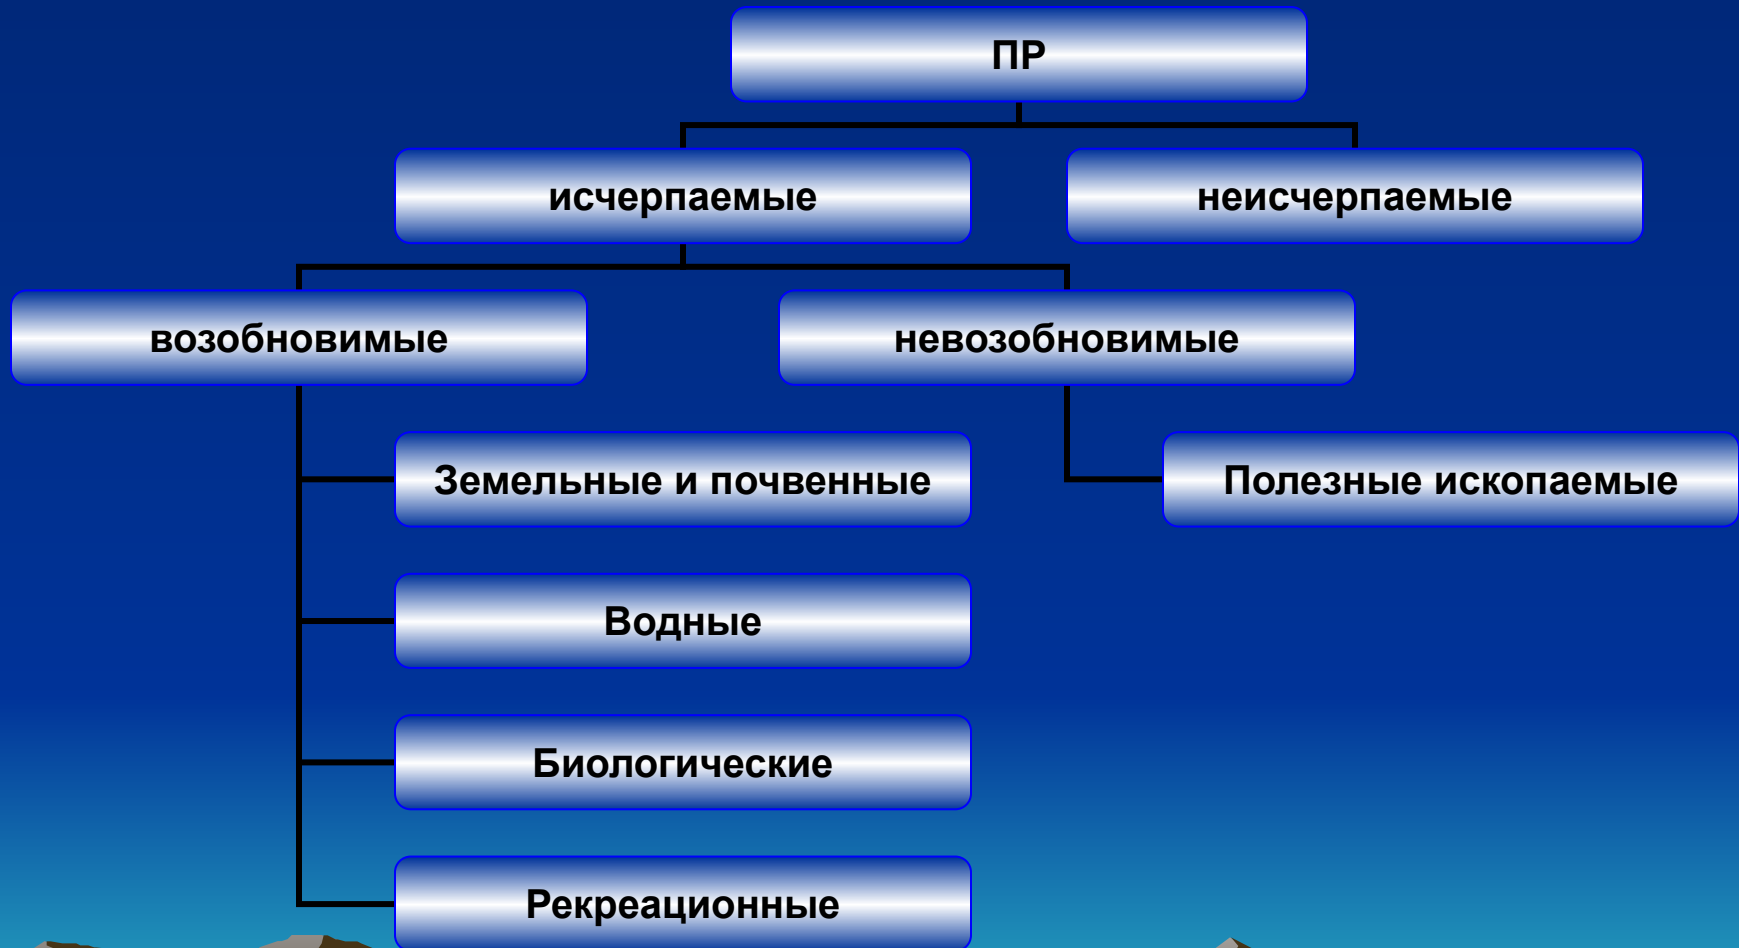 ПР
исчерпаемые
неисчерпаемые
возобновимые
невозобновимые
Земельные и почвенные
Полезные ископаемые
Водные
Биологические
Рекреационные